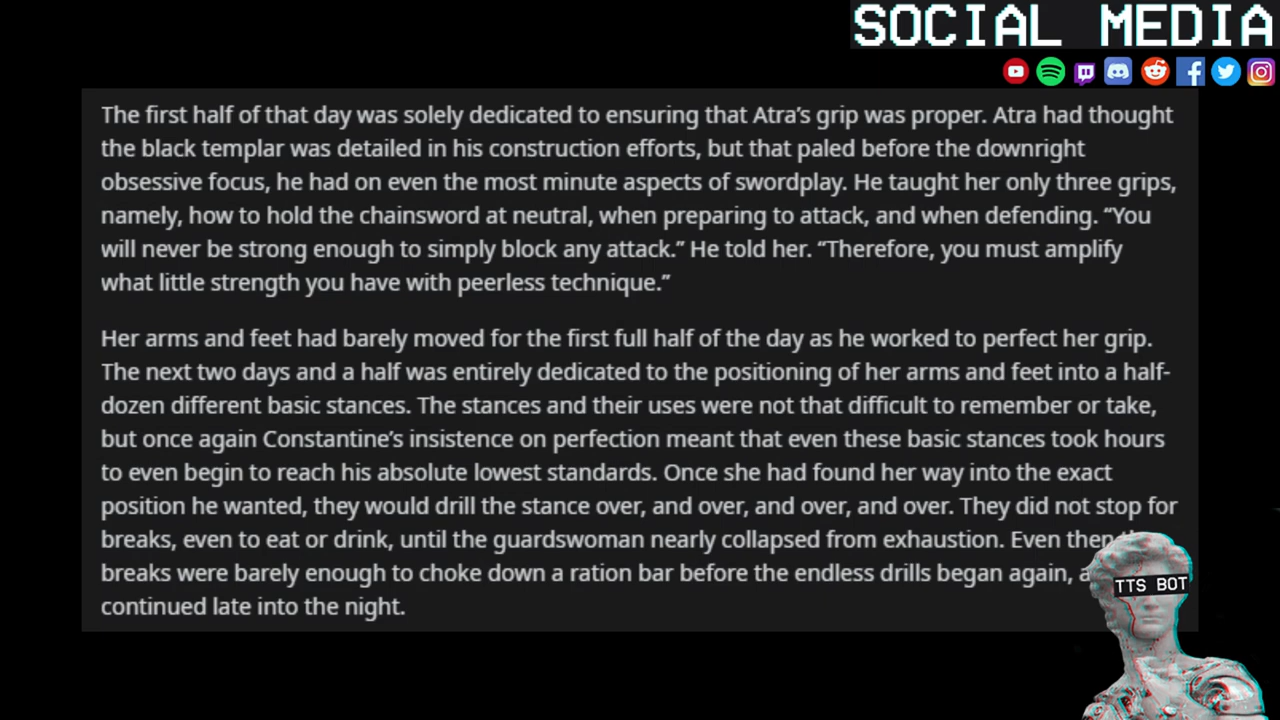 SOCIAL MEDIA
The first half of that day was solely dedicated to ensuring that Atra’s grip was proper. Atra had thought
the black templar was detailed in his construction efforts, but that paled before the downright
obsessive focus, he had on even the most minute aspects of swordplay. He taught her only three grips,
namely, how to hold the chainsword at neutral, when preparing to attack, and when defending. “You
will never be strong enough to simply block any attack.” He told her. “Therefore, you must amplify
what little strength you have with peerless technique.”
Her arms and feet had barely moved for the first full half of the day as he worked to perfect her grip.
The next two days and a half was entirely dedicated to the positioning of her arms and feet into a half-
dozen different basic stances. The stances and their uses were not that difficult to remember or take,
but once again Constantine’s insistence on perfection meant that even these basic stances took hours
to even begin to reach his absolute lowest standards. Once she had found her way into the exact
position he wanted, they would drill the stance over, and over, and over, and over. They did not stop for
breaks, even to eat or drink, until the guardswoman nearly collapsed from exhaustion. Even then
breaks were barely enough to choke down a ration bar before the endless drills began again,
continued late into the night.
TTS BOT